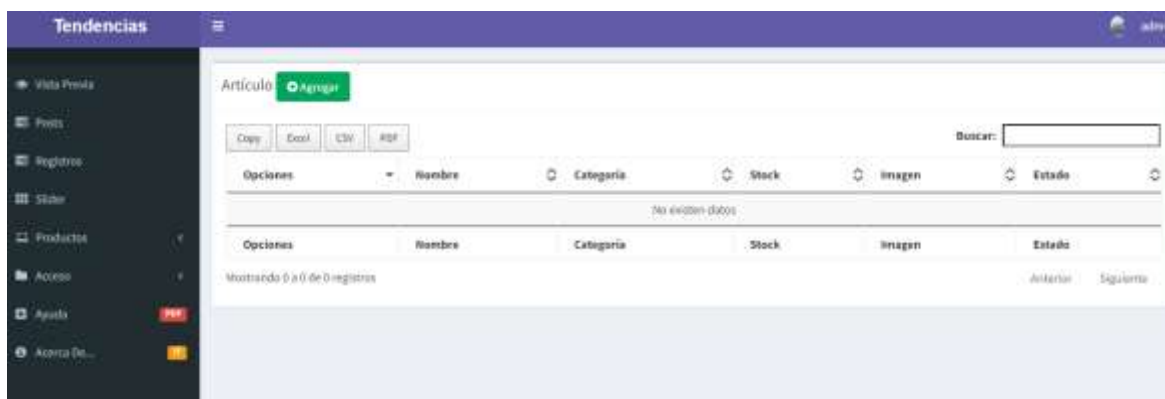 Tendencias
adm
Vista Previa
Artículo Agregar
Posts
Copy Excel CSV PDF
Buscar:
Registros
Opciones Nombre Categoría Stock Imagen Estado
Slider
No existen datos
Productos
Opciones Nombre Categoría Stock Imagen Estado
Acceso
Mostrando 0 a 0 de 0 registros
Anterior Siguiente
Ayuda PDF
Acerca De... IT